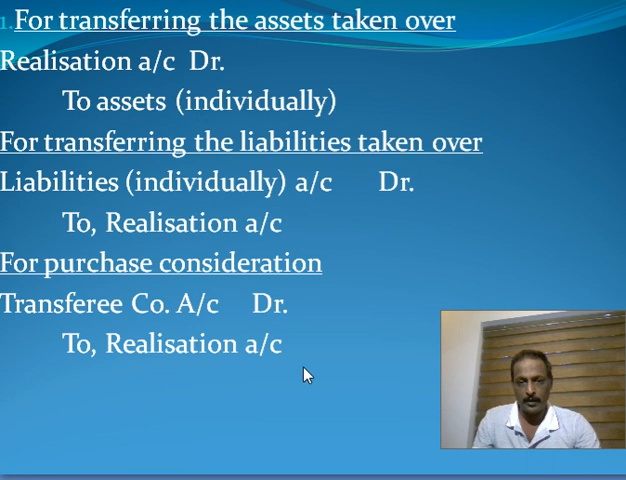 1.For transferring the assets taken over
Realisation a/c Dr.
To assets (individually)
For transferring the liabilities taken over
Liabilities (individually) a/c Dr.
To, Realisation a/c
For purchase consideration
Transferee Co. A/c Dr.
To, Realisation a/c